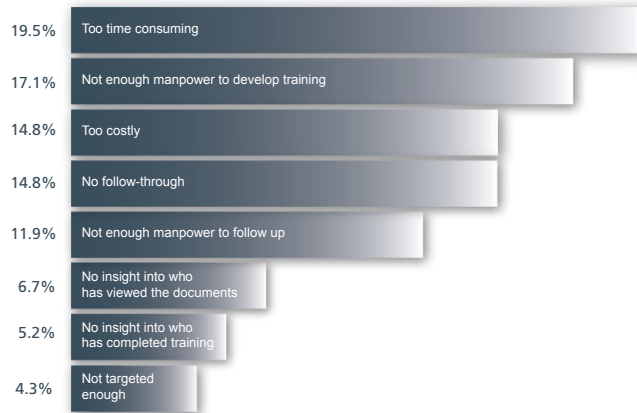 19.5% Too time consuming
17.1% Not enough manpower to develop training
14.8% Too costly
14.8% No follow-through
11.9% Not enough manpower to follow up
6.7% No insight into who
has viewed the documents
5.2% No insight into who
has completed training
4.3% Not targeted
enough